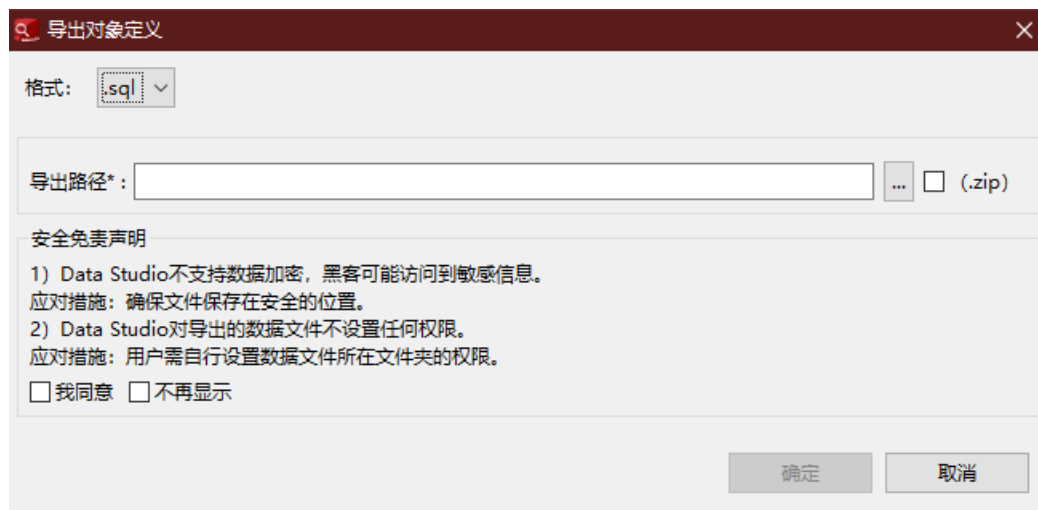 导出对象定义
格式： .sql
导出路径*： ... (.zip)
安全免责声明
1）Data Studio不支持数据加密，黑客可能访问到敏感信息。
应对措施：确保文件保存在安全的位置。
2）Data Studio对导出的数据文件不设置任何权限。
应对措施：用户需自行设置数据文件所在文件夹的权限。
我同意 不再显示
确定 取消